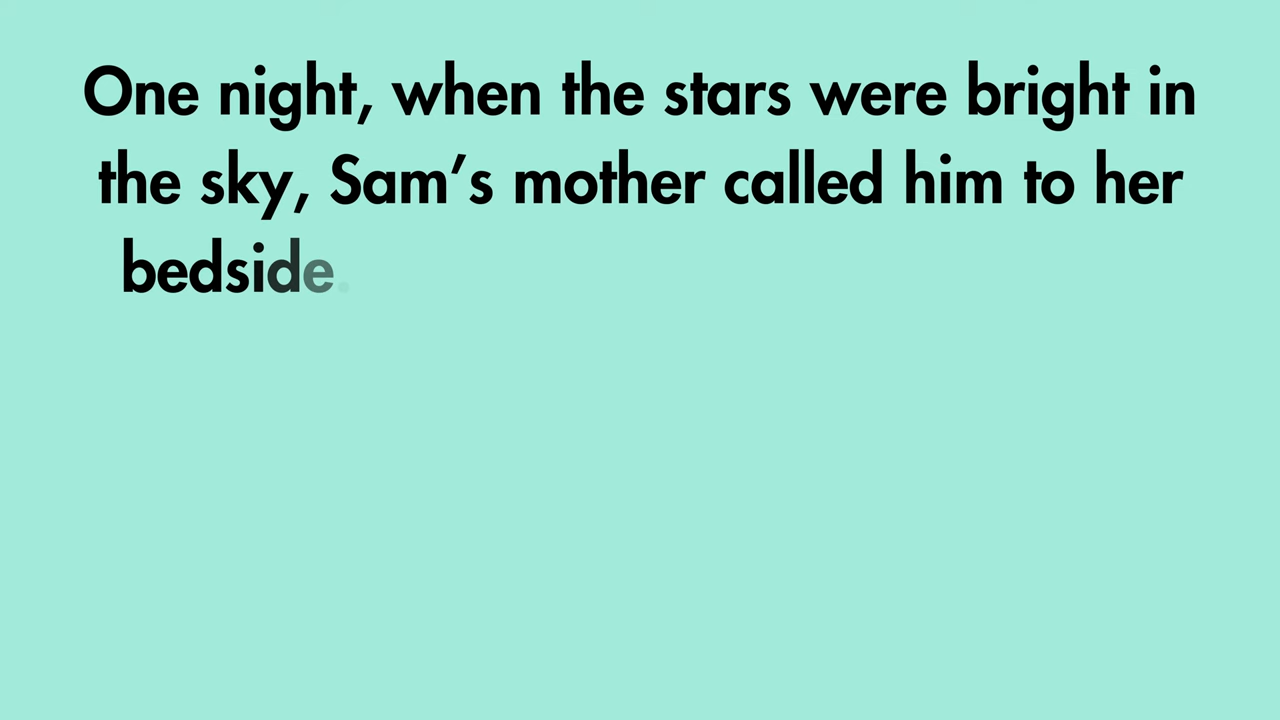 One night, when the stars were bright in
the sky, Sam’s mother called him to her
bedside.